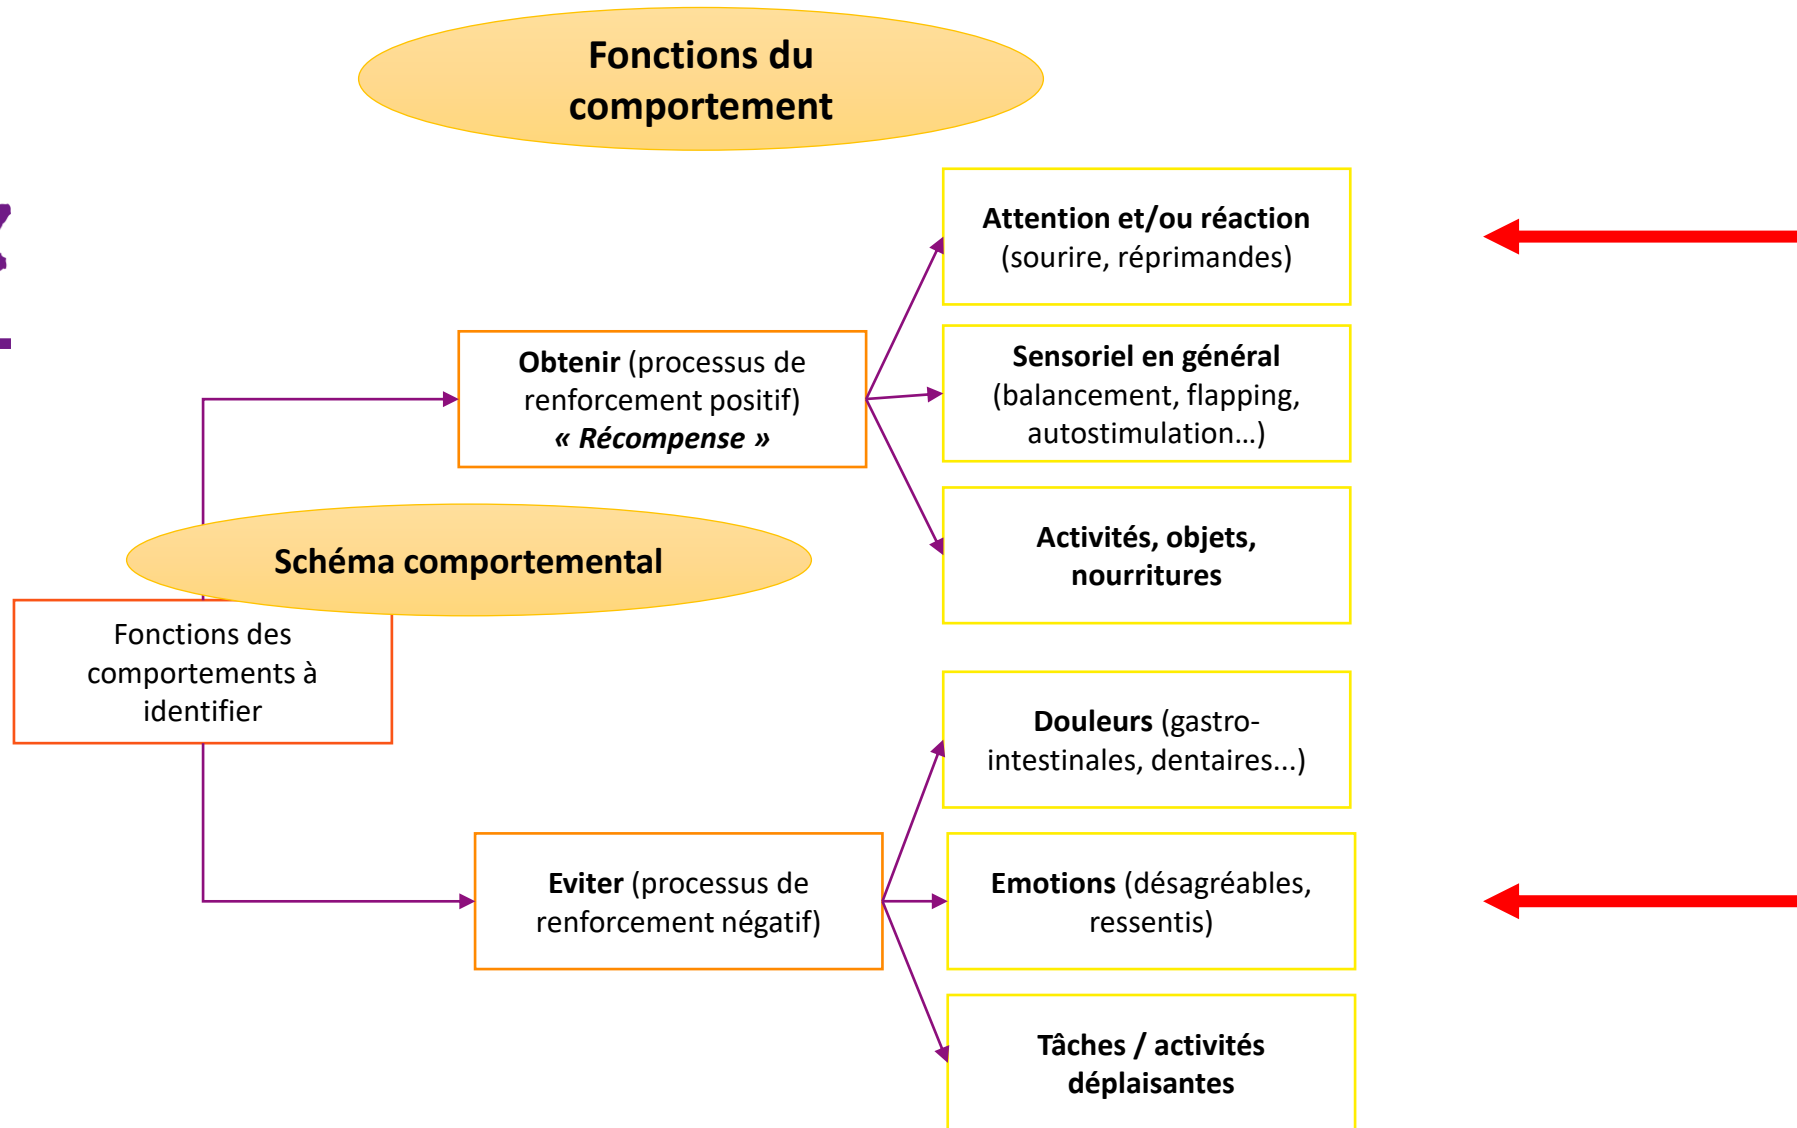 Fonctions du
comportement
Attention et/ou réaction
(sourire, réprimandes)
Obtenir (processus de
renforcement positif)
« Récompense »
Sensoriel en général
(balancement, flapping,
autostimulation...)
Activités, objets,
nourritures
Schéma comportemental
Fonctions des
comportements à
identifier
Douleurs (gastro-
intestinales, dentaires...)
Eviter (processus de
renforcement négatif)
Emotions (désagréables,
ressentis)
Tâches / activités
déplaisantes